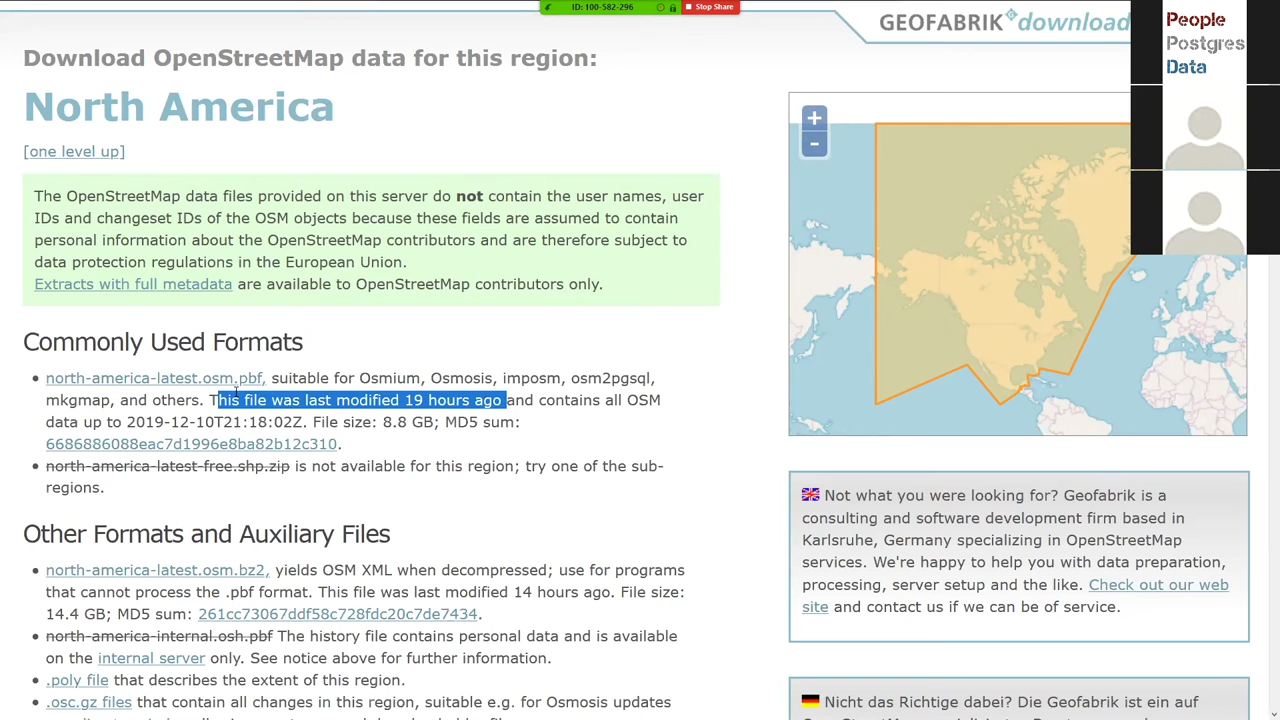 ID: 100-582-296
Stop Share
GEOFABRIK download
People
Postgres
Data
Download OpenStreetMap data for this region:
North America
[one level up]
The OpenStreetMap data files provided on this server do not contain the user names, user
IDs and changeset IDs of the OSM objects because these fields are assumed to contain
personal information about the OpenStreetMap contributors and are therefore subject to
data protection regulations in the European Union.
Extracts with full metadata are available to OpenStreetMap contributors only.
Commonly Used Formats
north-america-latest.osm.pbf, suitable for Osmium, Osmosis, imposm, osm2pgsql,
mkgmap, and others. This file was last modified 19 hours ago and contains all OSM
data up to 2019-12-10T21:18:02Z. File size: 8.8 GB; MD5 sum:
6686886088eac7d1996e8ba82b12c310.
north-america-latest-free.shp.zip is not available for this region; try one of the sub-
regions.
Other Formats and Auxiliary Files
north-america-latest.osm.bz2, yields OSM XML when decompressed; use for programs
that cannot process the .pbf format. This file was last modified 14 hours ago. File size:
14.4 GB; MD5 sum: 261cc73067ddf58c728fdc20c7de7434.
north-america-internal.osh.pbf The history file contains personal data and is available
on the internal server only. See notice above for further information.
.poly file that describes the extent of this region.
.osc.gz files that contain all changes in this region, suitable e.g. for Osmosis updates
+
-
Not what you were looking for? Geofabrik is a
consulting and software development firm based in
Karlsruhe, Germany specializing in OpenStreetMap
services. We're happy to help you with data preparation,
processing, server setup and the like. Check out our web
site and contact us if we can be of service.
Nicht das Richtige dabei? Die Geofabrik ist ein auf